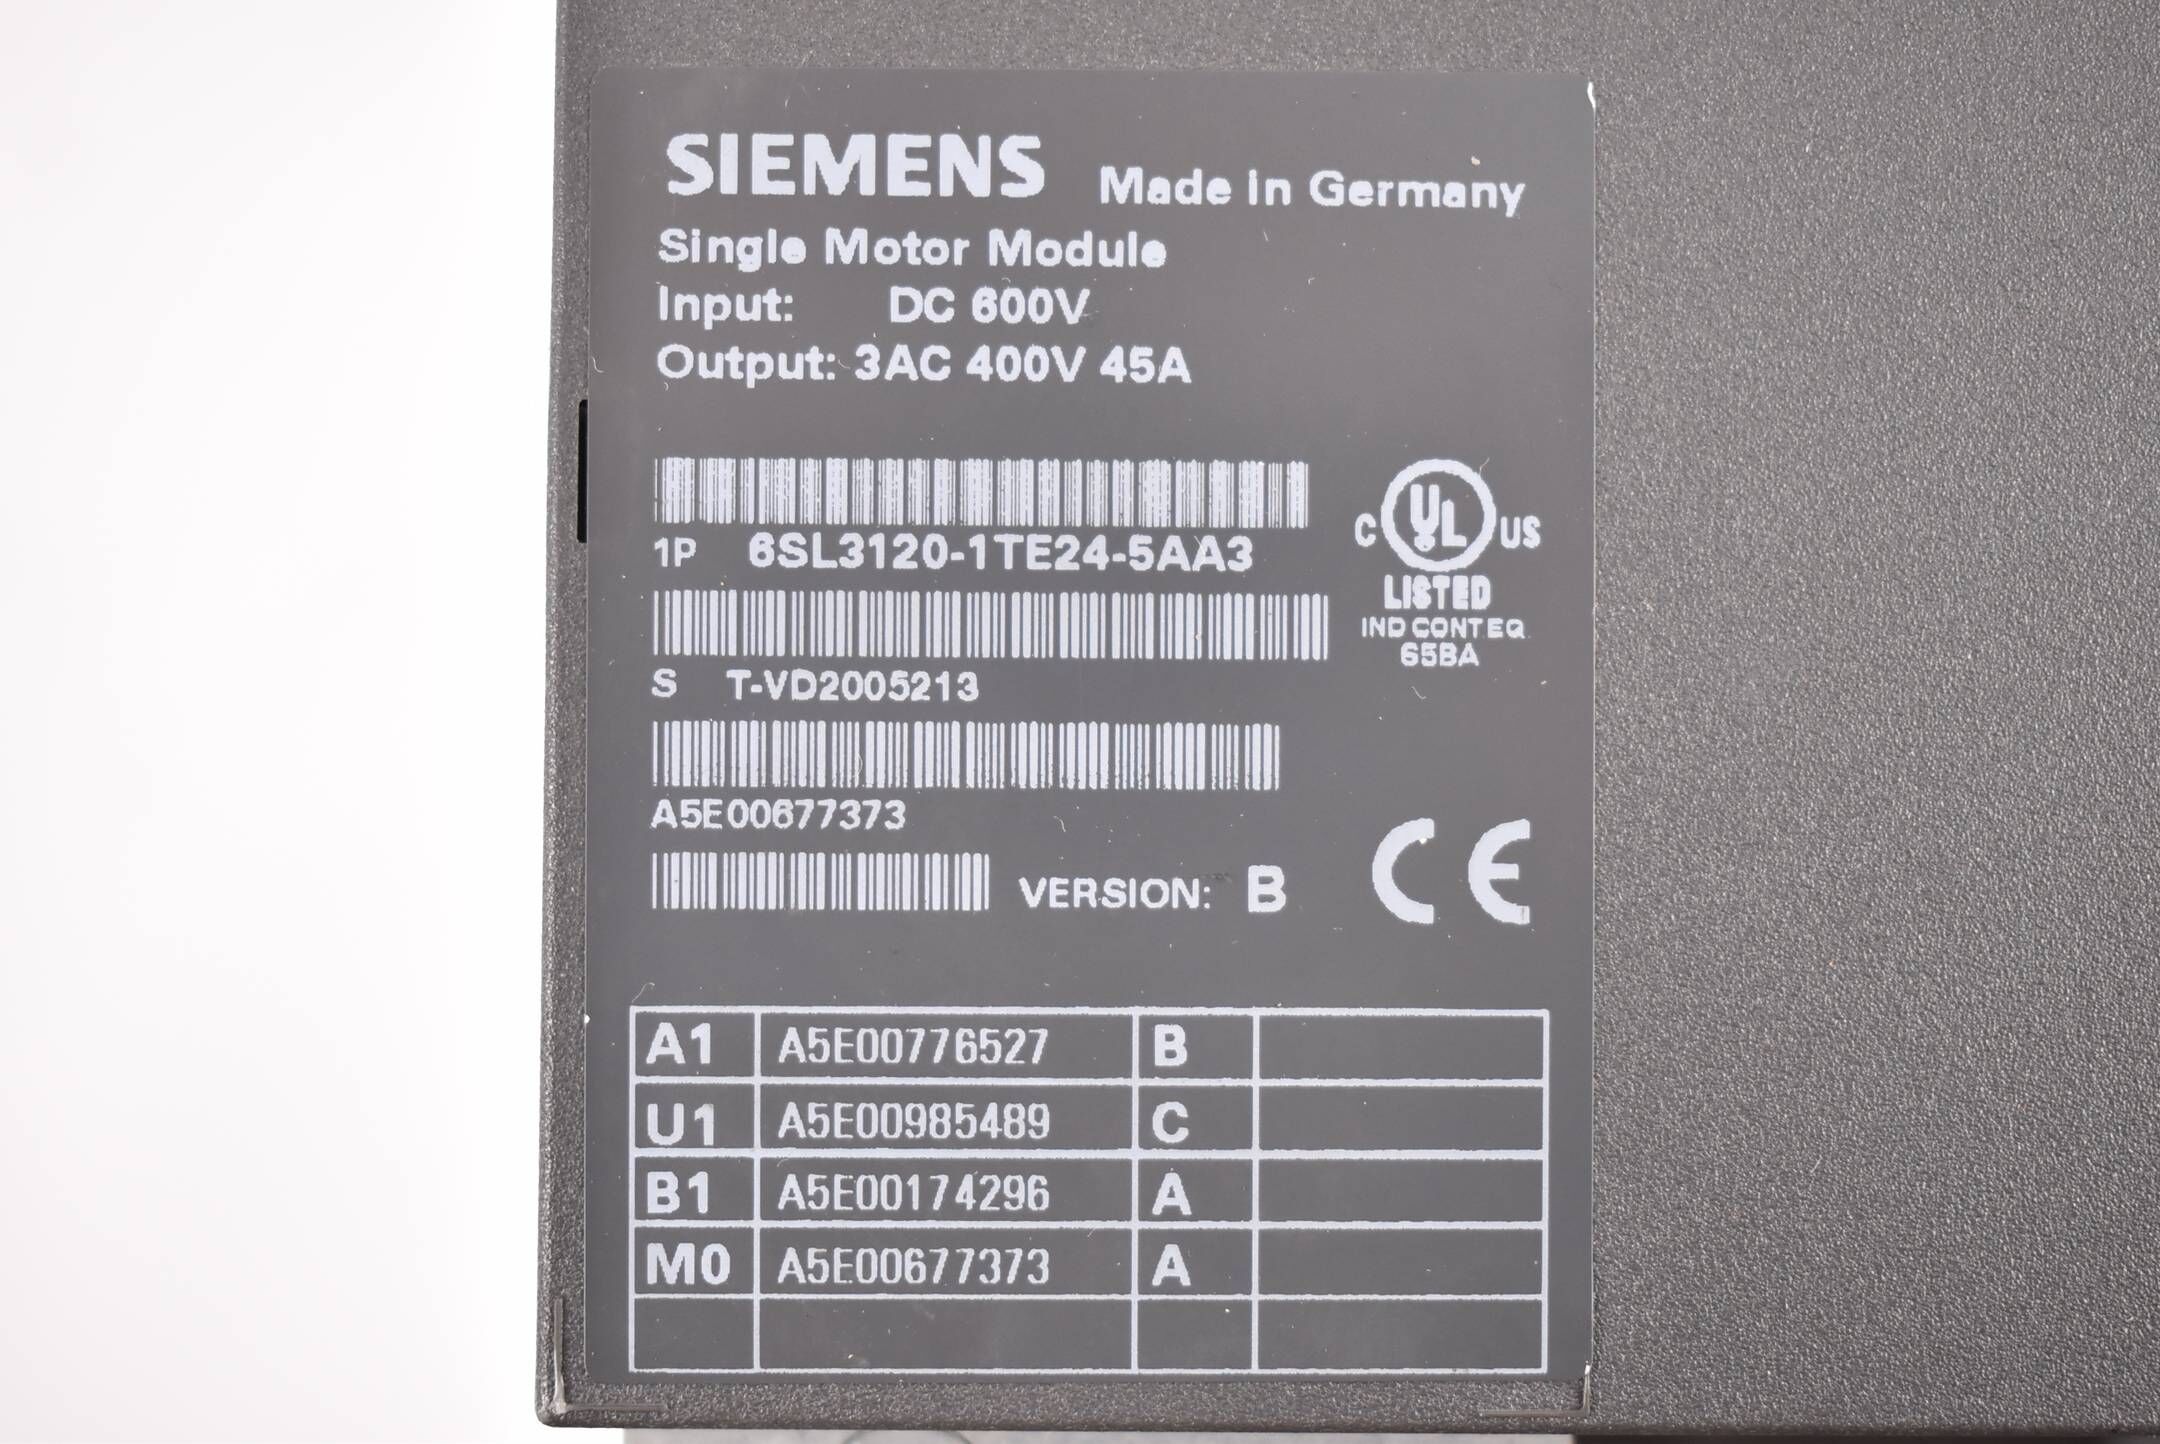 SIEMENS Made in Germany
Single Motor Module
Input: DC 600V
Output: 3AC 400V 45A
1P 6SL3120-1TE24-5AA3
C UL US
LISTED
IND CONT EQ
65BA
S T-VD2005213
A5E00677373
VERSION: B
CE
A1 A5E00776527 B
U1 A5E00985489 C
B1 A5E00174296 A
M0 A5E00677373 A